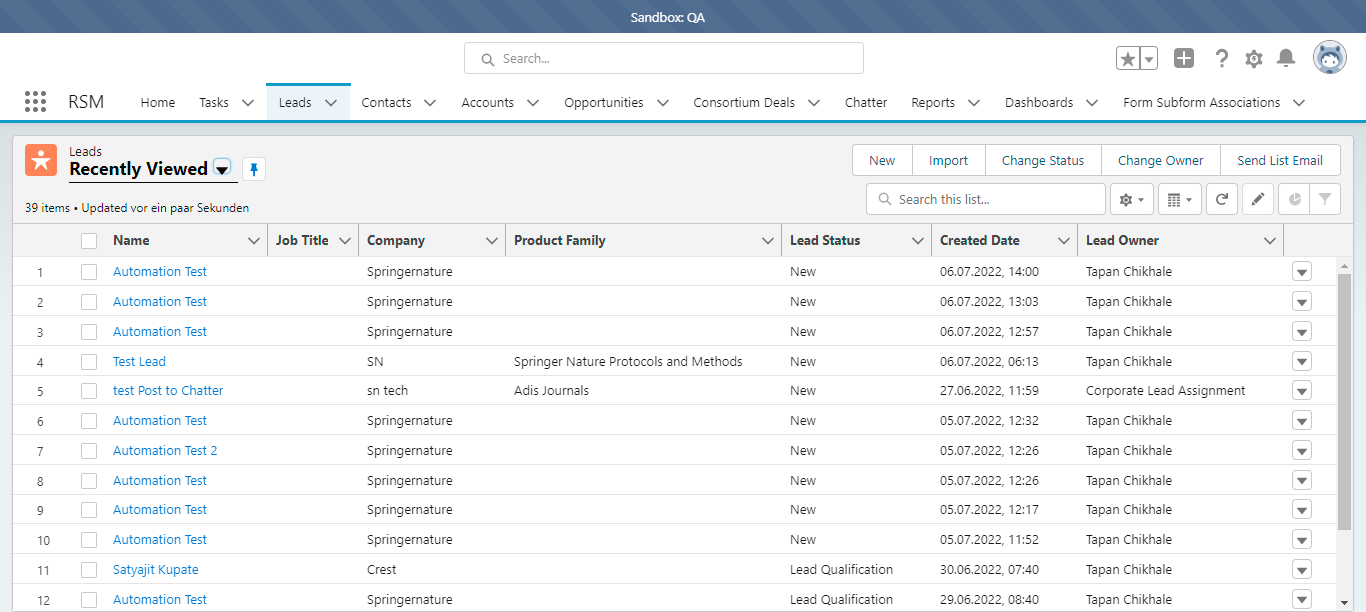 Sandbox: QA
Search...
RSM Home Tasks Leads Contacts Accounts Opportunities Consortium Deals Chatter Reports Dashboards Form Subform Associations
Leads
Recently Viewed
New Import Change Status Change Owner Send List Email
39 items • Updated vor ein paar Sekunden
Search this list...
Name Job Title Company Product Family Lead Status Created Date Lead Owner
1 Automation Test Springernature New 06.07.2022, 14:00 Tapan Chikhale
2 Automation Test Springernature New 06.07.2022, 13:03 Tapan Chikhale
3 Automation Test Springernature New 06.07.2022, 12:57 Tapan Chikhale
4 Test Lead SN Springer Nature Protocols and Methods New 06.07.2022, 06:13 Tapan Chikhale
5 test Post to Chatter sn tech Adis Journals New 27.06.2022, 11:59 Corporate Lead Assignment
6 Automation Test Springernature New 05.07.2022, 12:32 Tapan Chikhale
7 Automation Test 2 Springernature New 05.07.2022, 12:26 Tapan Chikhale
8 Automation Test Springernature New 05.07.2022, 12:26 Tapan Chikhale
9 Automation Test Springernature New 05.07.2022, 12:17 Tapan Chikhale
10 Automation Test Springernature New 05.07.2022, 11:52 Tapan Chikhale
11 Satyajit Kupate Crest Lead Qualification 30.06.2022, 07:40 Tapan Chikhale
12 Automation Test Springernature Lead Qualification 29.06.2022, 08:40 Tapan Chikhale